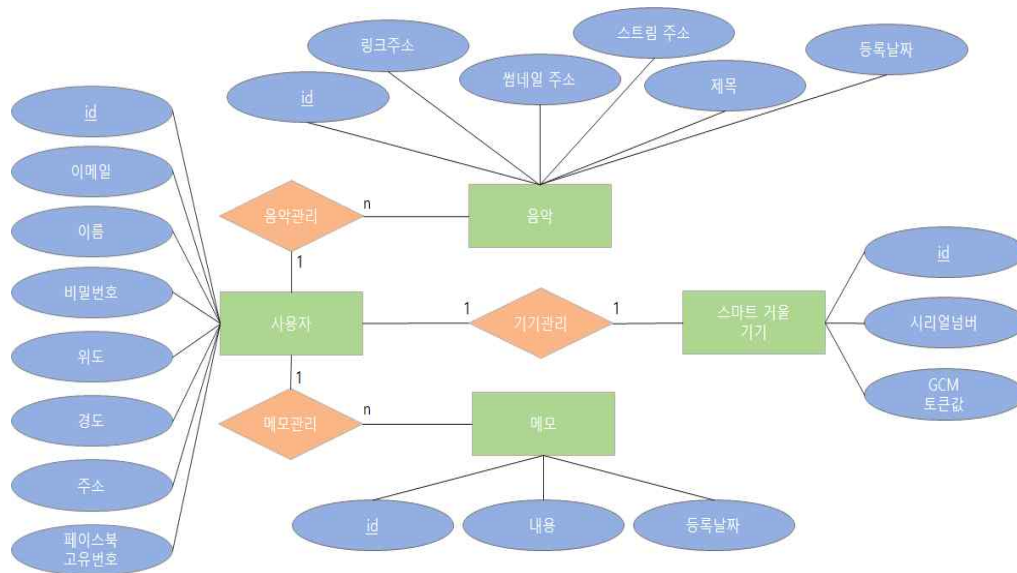 링크주소
스트림 주소
등록날짜
id
썸네일 주소
제목
id
이메일
이름
비밀번호
위도
경도
주소
페이스북
고유번호
음악관리
n
음악
1
사용자
1
기기관리
1
스마트 거울
기기
id
시리얼넘버
GCM
토큰값
1
메모관리
n
메모
id
내용
등록날짜